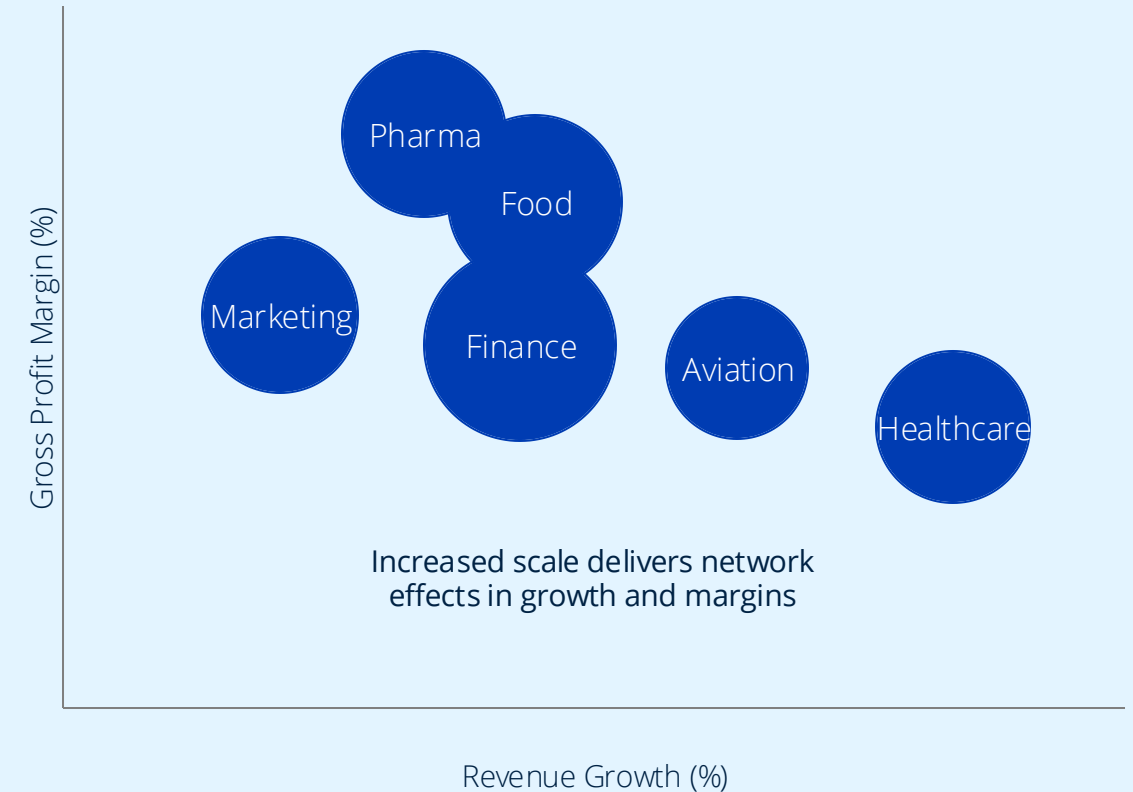 Gross Profit Margin (%)
Pharma
Food
Marketing
Finance
Aviation
Healthcare
Increased scale delivers network
effects in growth and margins
Revenue Growth (%)